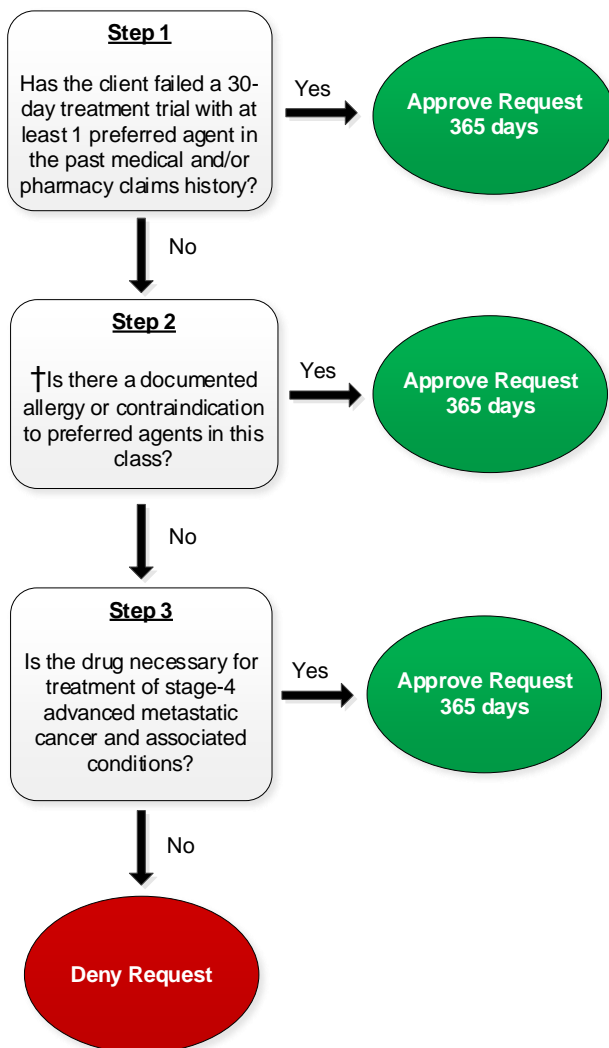 Step 1
Has the client failed a 30-
day treatment trial with at
least 1 preferred agent in
the past medical and/or
pharmacy claims history?
Yes
Approve Request
365 days
No
Step 2
†Is there a documented
allergy or contraindication
to preferred agents in this
class?
Yes
Approve Request
365 days
No
Step 3
Is the drug necessary for
treatment of stage-4
advanced metastatic
cancer and associated
conditions?
Yes
Approve Request
365 days
No
Deny Request